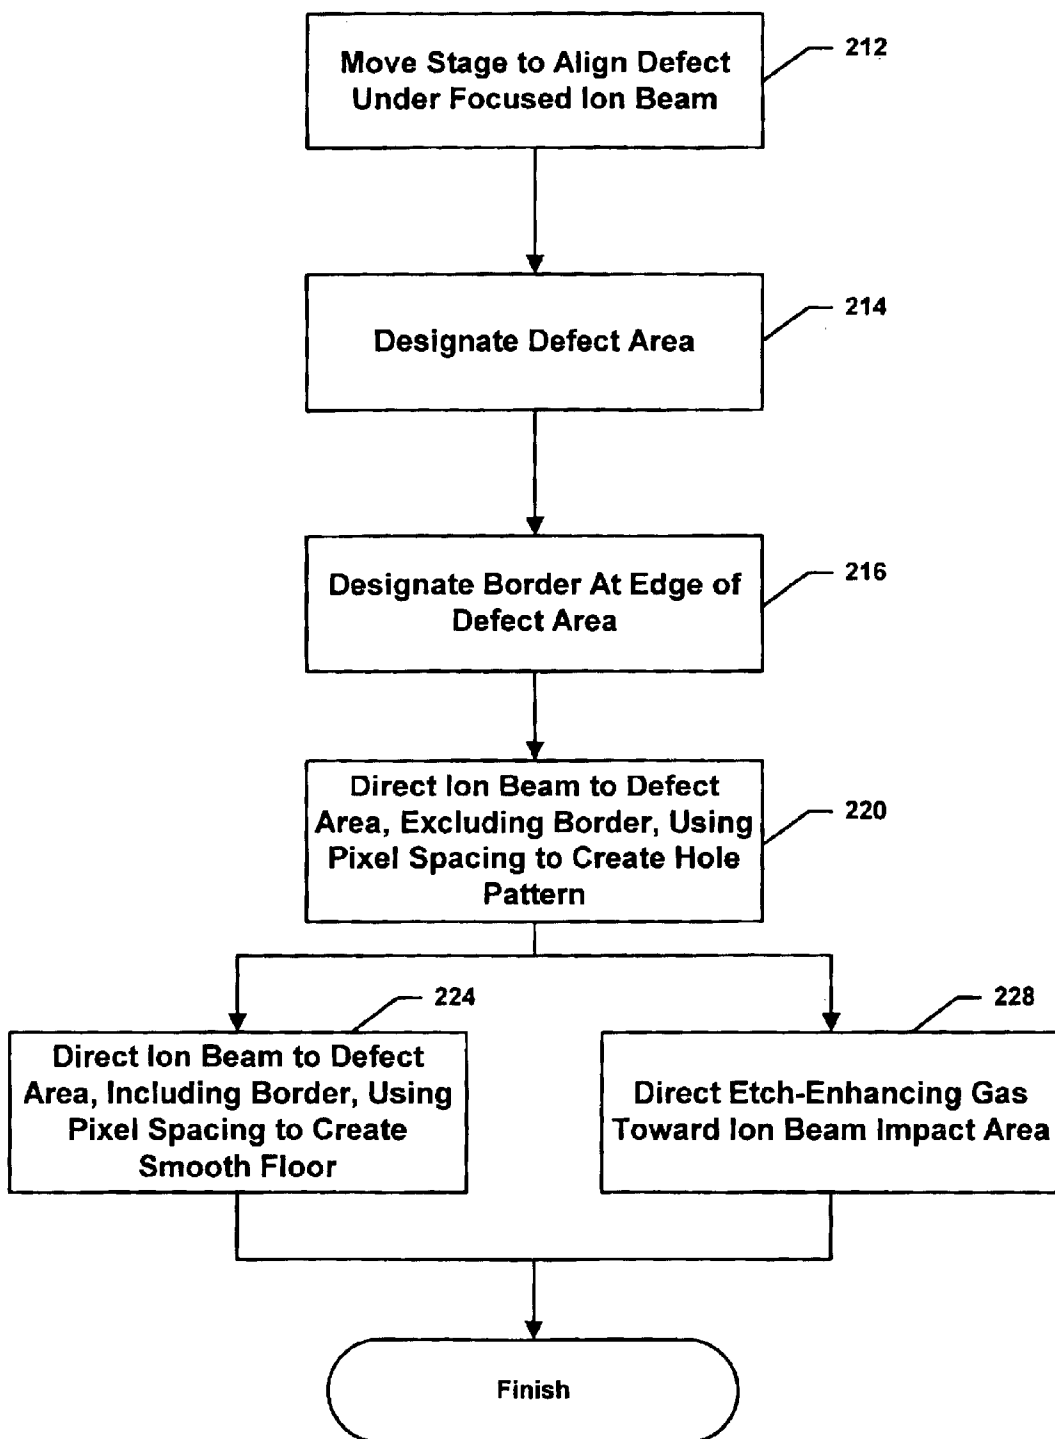 Move Stage to Align Defect
Under Focused Ion Beam
212
Designate Defect Area
214
Designate Border At Edge of
Defect Area
216
Direct Ion Beam to Defect
Area, Excluding Border, Using
Pixel Spacing to Create Hole
Pattern
220
Direct Ion Beam to Defect
Area, Including Border, Using
Pixel Spacing to Create
Smooth Floor
224
Direct Etch-Enhancing Gas
Toward Ion Beam Impact Area
228
Finish